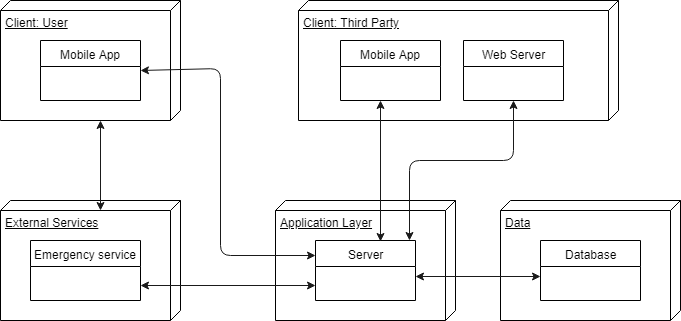 Client: User
Mobile App
Client: Third Party
Mobile App
Web Server
External Services
Emergency service
Application Layer
Server
Data
Database